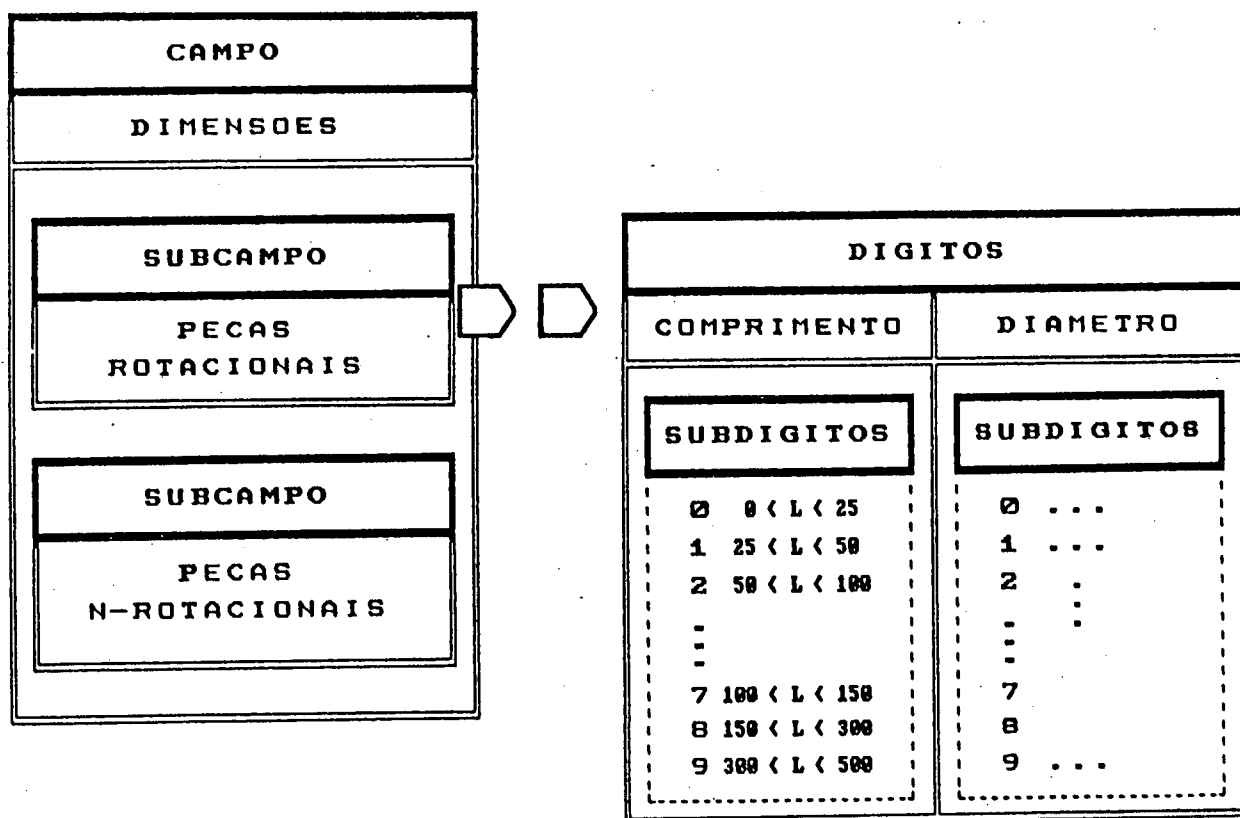 CAMPO
DIMENSOES
SUBCAMPO
PECAS
ROTACIONAIS
SUBCAMPO
PECAS
N-ROTACIONAIS
DIGITOS
COMPRIMENTO
DIAMETRO
SUBDIGITOS
0 0 < L < 25
1 25 < L < 50
2 50 < L < 100
-
-
-
7 100 < L < 150
8 150 < L < 300
9 300 < L < 500
SUBDIGITOS
0 ...
1 ...
2 .
.
.
-
-
-
7
8
9 ...